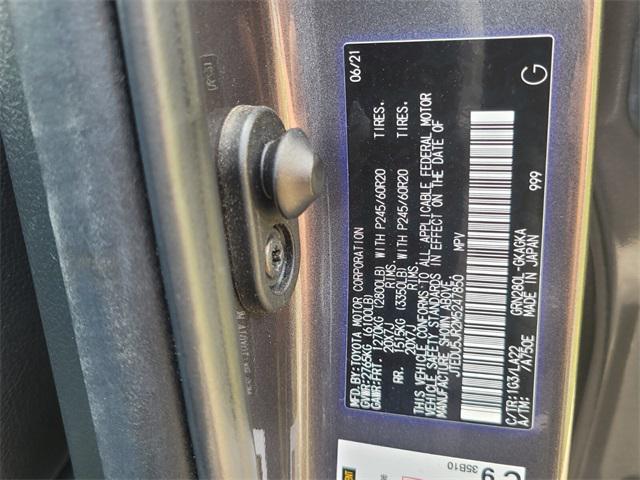 MFD.BY:TOYOTA MOTOR CORPORATION 06/21
GVWR:2765KG (6100LB)
GAWR:FRT. 1270KG (2800LB) WITH P245/60R20 TIRES.
20X7J RIMS.
RR. 1515KG (3350LB) WITH P245/60R20 TIRES.
20X7J RIMS.
THIS VEHICLE CONFORMS TO ALL APPLICABLE FEDERAL MOTOR
VEHICLE SAFETY STANDARDS IN EFFECT ON THE DATE OF
MANUFACTURE SHOWN ABOVE.
MPV
C/TR:1G3/LA22 GRN280L-GKAGKA 999
A/TM: /A750E MADE IN JAPAN
G
35B10